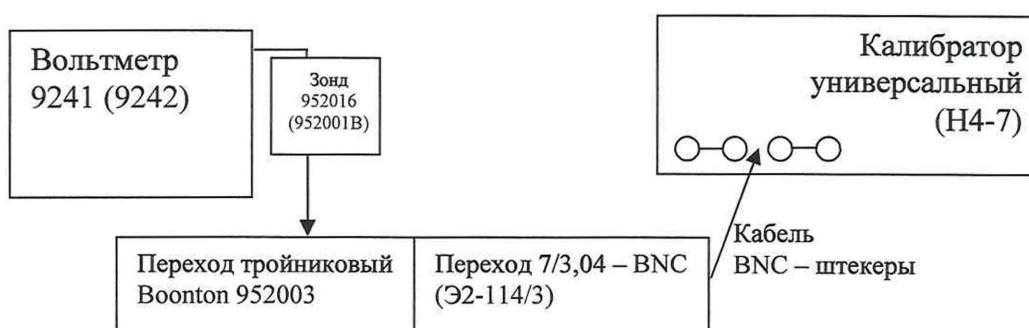 Вольтметр
9241 (9242)
Зонд
952016
(952001В)
Калибратор
универсальный
(Н4-7)
Переход тройниковый
Boonton 952003
Переход 7/3,04 – BNC
(Э2-114/3)
Кабель
BNC – штекеры